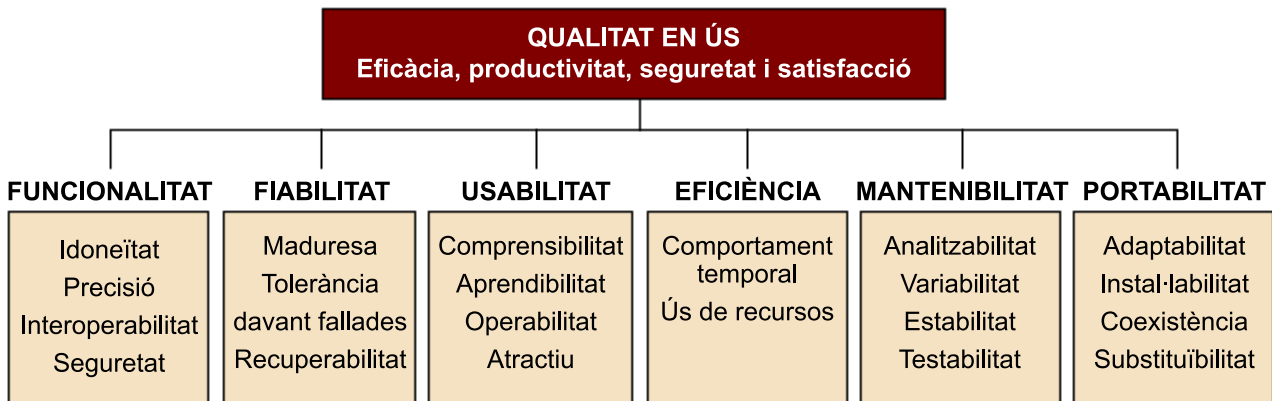 QUALITAT EN ÚS
Eficàcia, productivitat, seguretat i satisfacció
FUNCIONALITAT
Idoneïtat
Precisió
Interoperabilitat
Seguretat
FIABILITAT
Maduresa
Tolerància
davant fallades
Recuperabilitat
USABILITAT
Comprensibilitat
Aprendibilitat
Operabilitat
Atractiu
EFICIÈNCIA
Comportament
temporal
Ús de recursos
MANTENIBILITAT
Analitzabilitat
Variabilitat
Estabilitat
Testabilitat
PORTABILITAT
Adaptabilitat
Instal·labilitat
Coexistència
Substituïbilitat